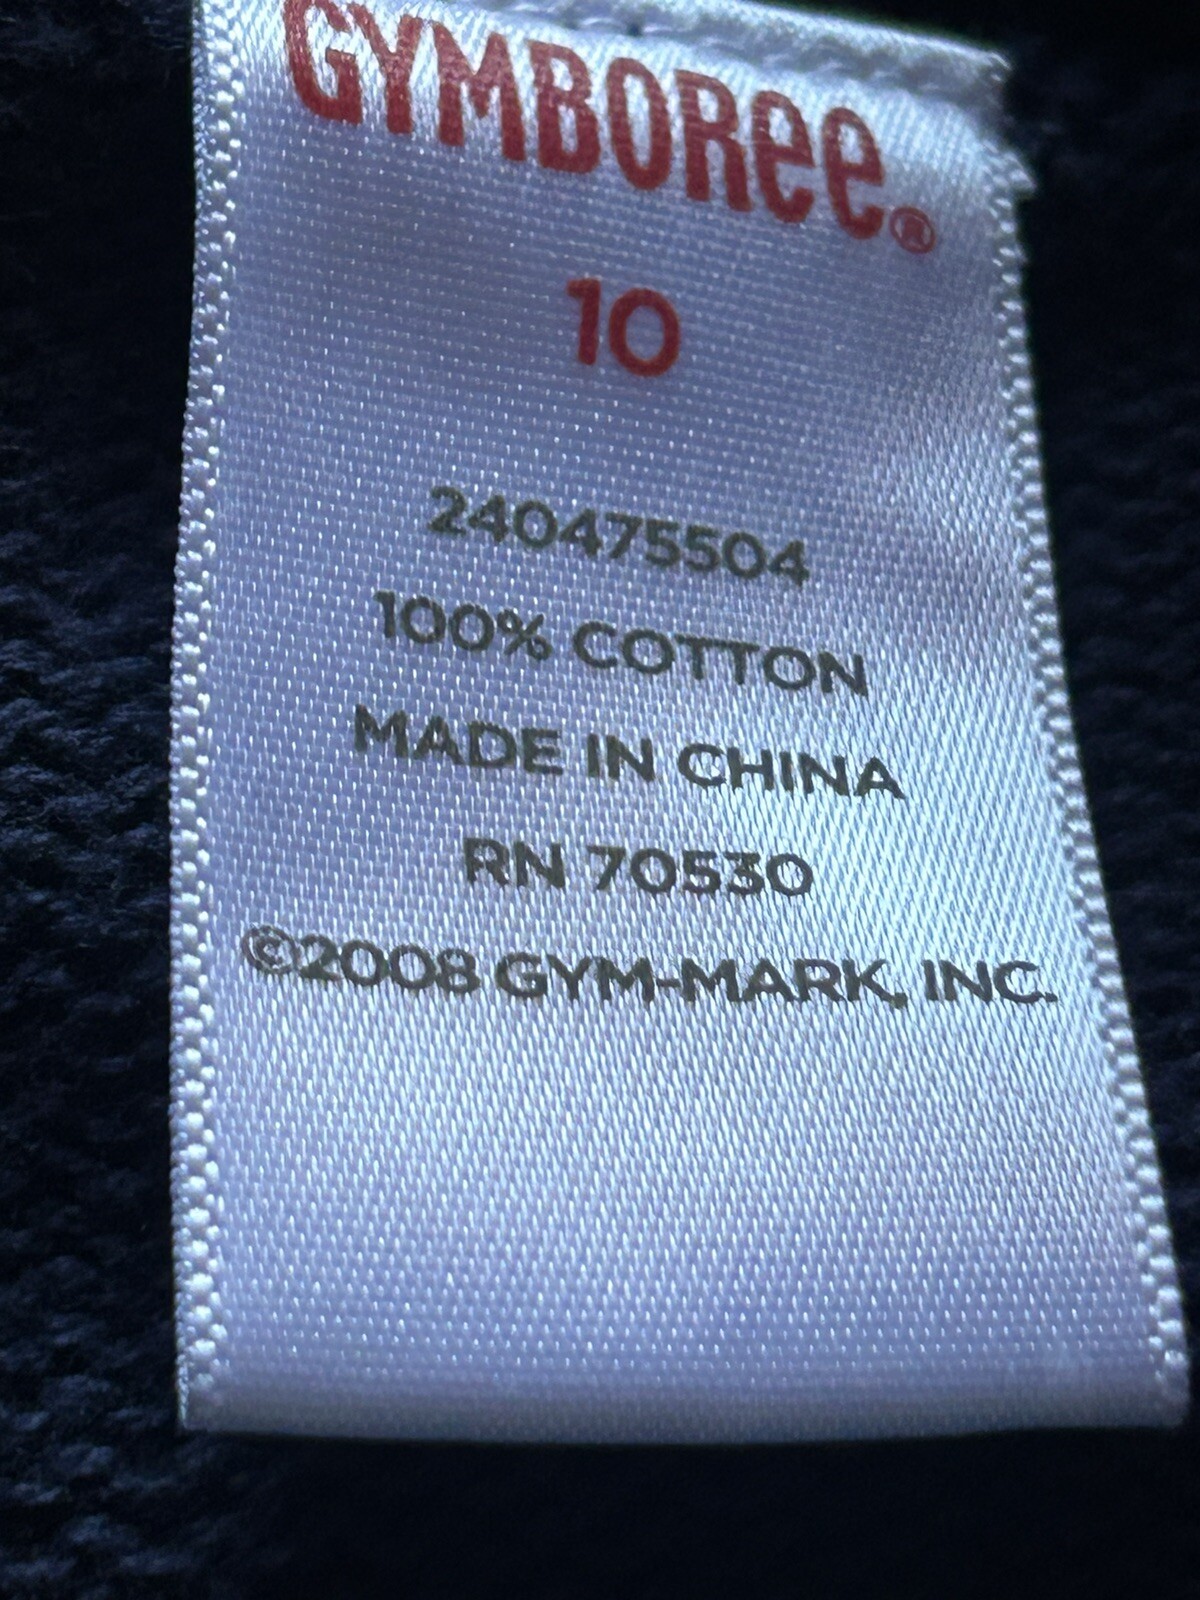 GYMBOREE®
10
240475504
100% COTTON
MADE IN CHINA
RN 70530
©2008 GYM-MARK, INC.